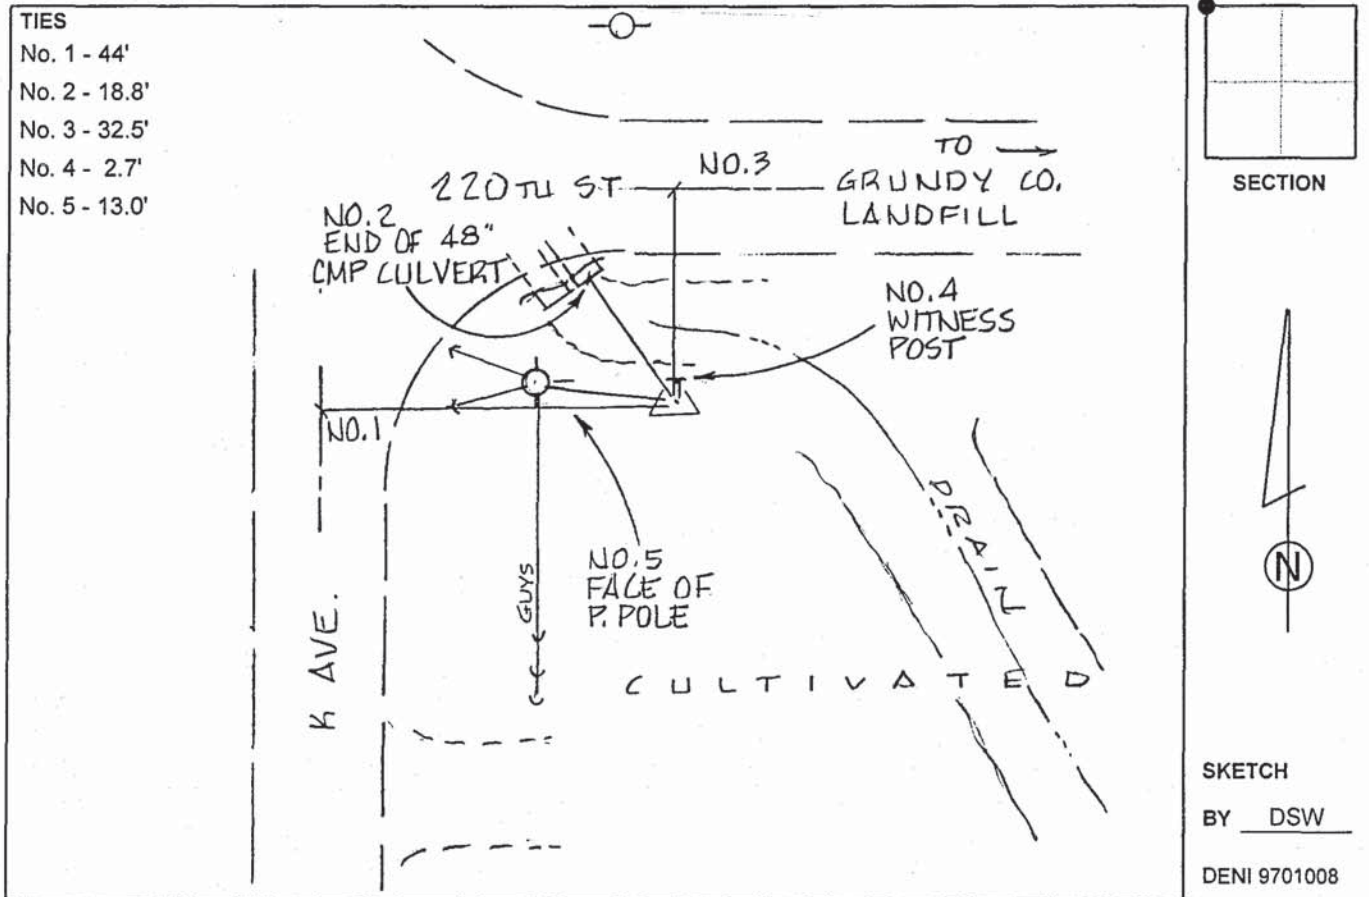 TIES
No. 1 - 44'
No. 2 - 18.8'
No. 3 - 32.5'
No. 4 - 2.7'
No. 5 - 13.0'
220TH ST
NO.3
TO
GRUNDY CO.
LANDFILL
NO.2
END OF 48"
CMP CULVERT
NO.4
WITNESS
POST
NO.1
NO.5
FACE OF
P. POLE
GUYS
K AVE.
DRAIN
CULTIVATED
SECTION
N
SKETCH
BY DSW
DENI 9701008